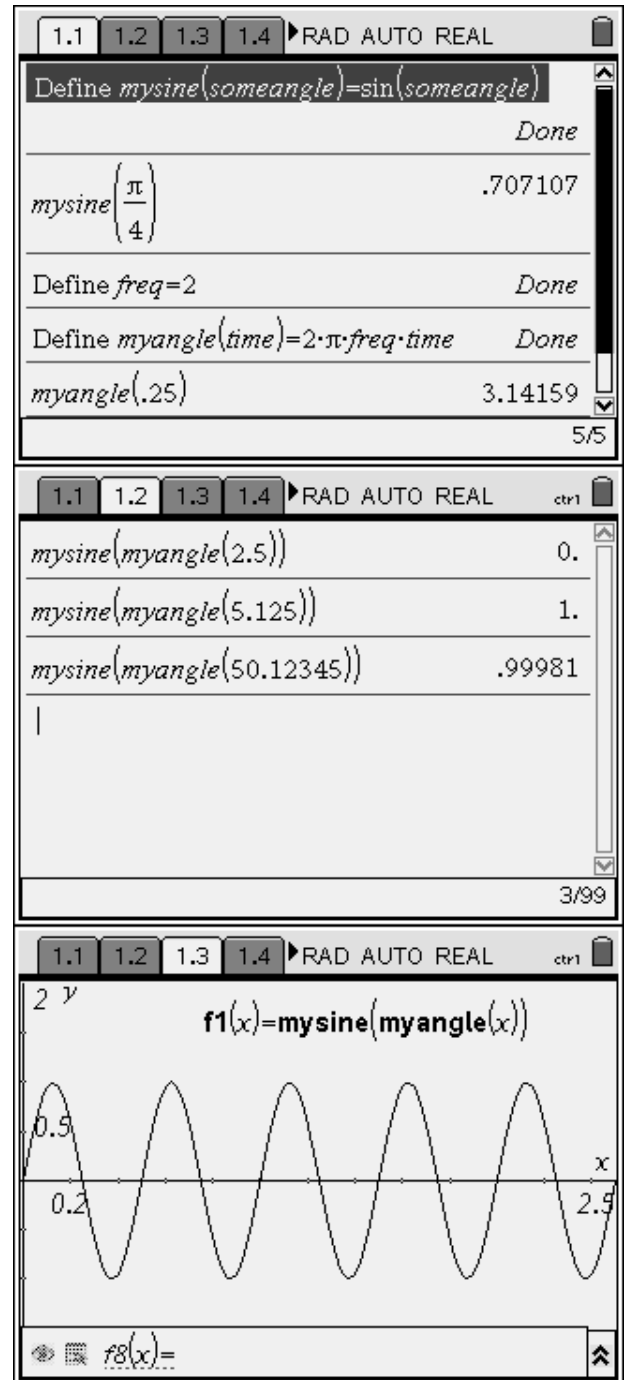 1.1 1.2 1.3 1.4 RAD AUTO REAL
Define mysine(someangle)=sin(someangle)
Done
mysine(π/4) .707107
Define freq=2 Done
Define myangle(time)=2·π·freq·time Done
myangle(.25) 3.14159
5/5
1.1 1.2 1.3 1.4 RAD AUTO REAL ctrl
mysine(myangle(2.5)) 0.
mysine(myangle(5.125)) 1.
mysine(myangle(50.12345)) .99981
3/99
1.1 1.2 1.3 1.4 RAD AUTO REAL ctrl
2 y
f1(x)=mysine(myangle(x))
0.5
x
0.2 2.5
f8(x)=